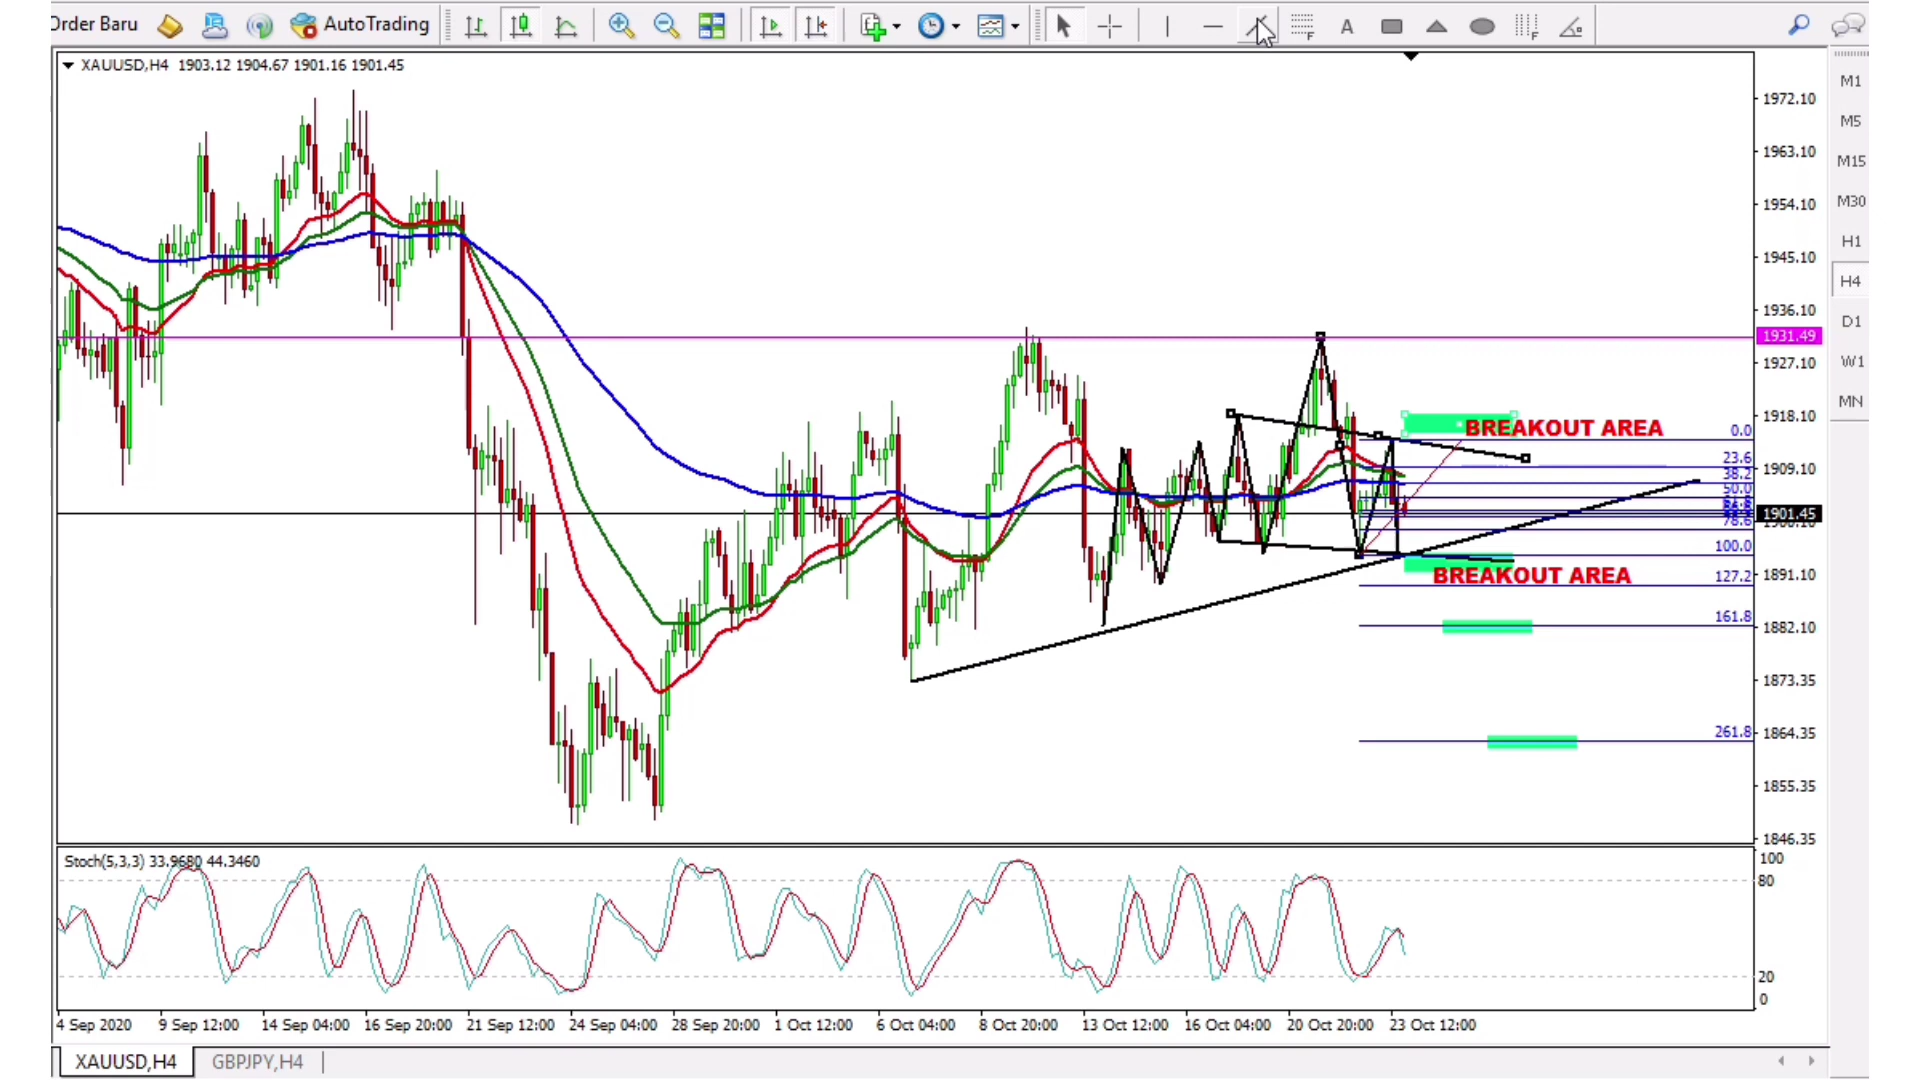 Order Baru
AutoTrading
A
F
F
XAUUSD,H4 1903.12 1904.67 1901.16 1901.45
M1
M5
M15
M30
H1
H4
D1
W1
MN
1972.10
1963.10
1954.10
1945.10
1936.10
1931.49
1927.10
1918.10
1909.10
1901.45
1891.10
1882.10
1873.35
1864.35
1855.35
1846.35
BREAKOUT AREA
0.0
23.6
38.2
50.0
78.6
100.0
BREAKOUT AREA
127.2
161.8
261.8
Stoch(5,3,3) 33.9680 44.3460
100
80
20
0
4 Sep 2020
9 Sep 12:00
14 Sep 04:00
16 Sep 20:00
21 Sep 12:00
24 Sep 04:00
28 Sep 20:00
1 Oct 12:00
6 Oct 04:00
8 Oct 20:00
13 Oct 12:00
16 Oct 04:00
20 Oct 20:00
23 Oct 12:00
XAUUSD,H4
GBPJPY,H4